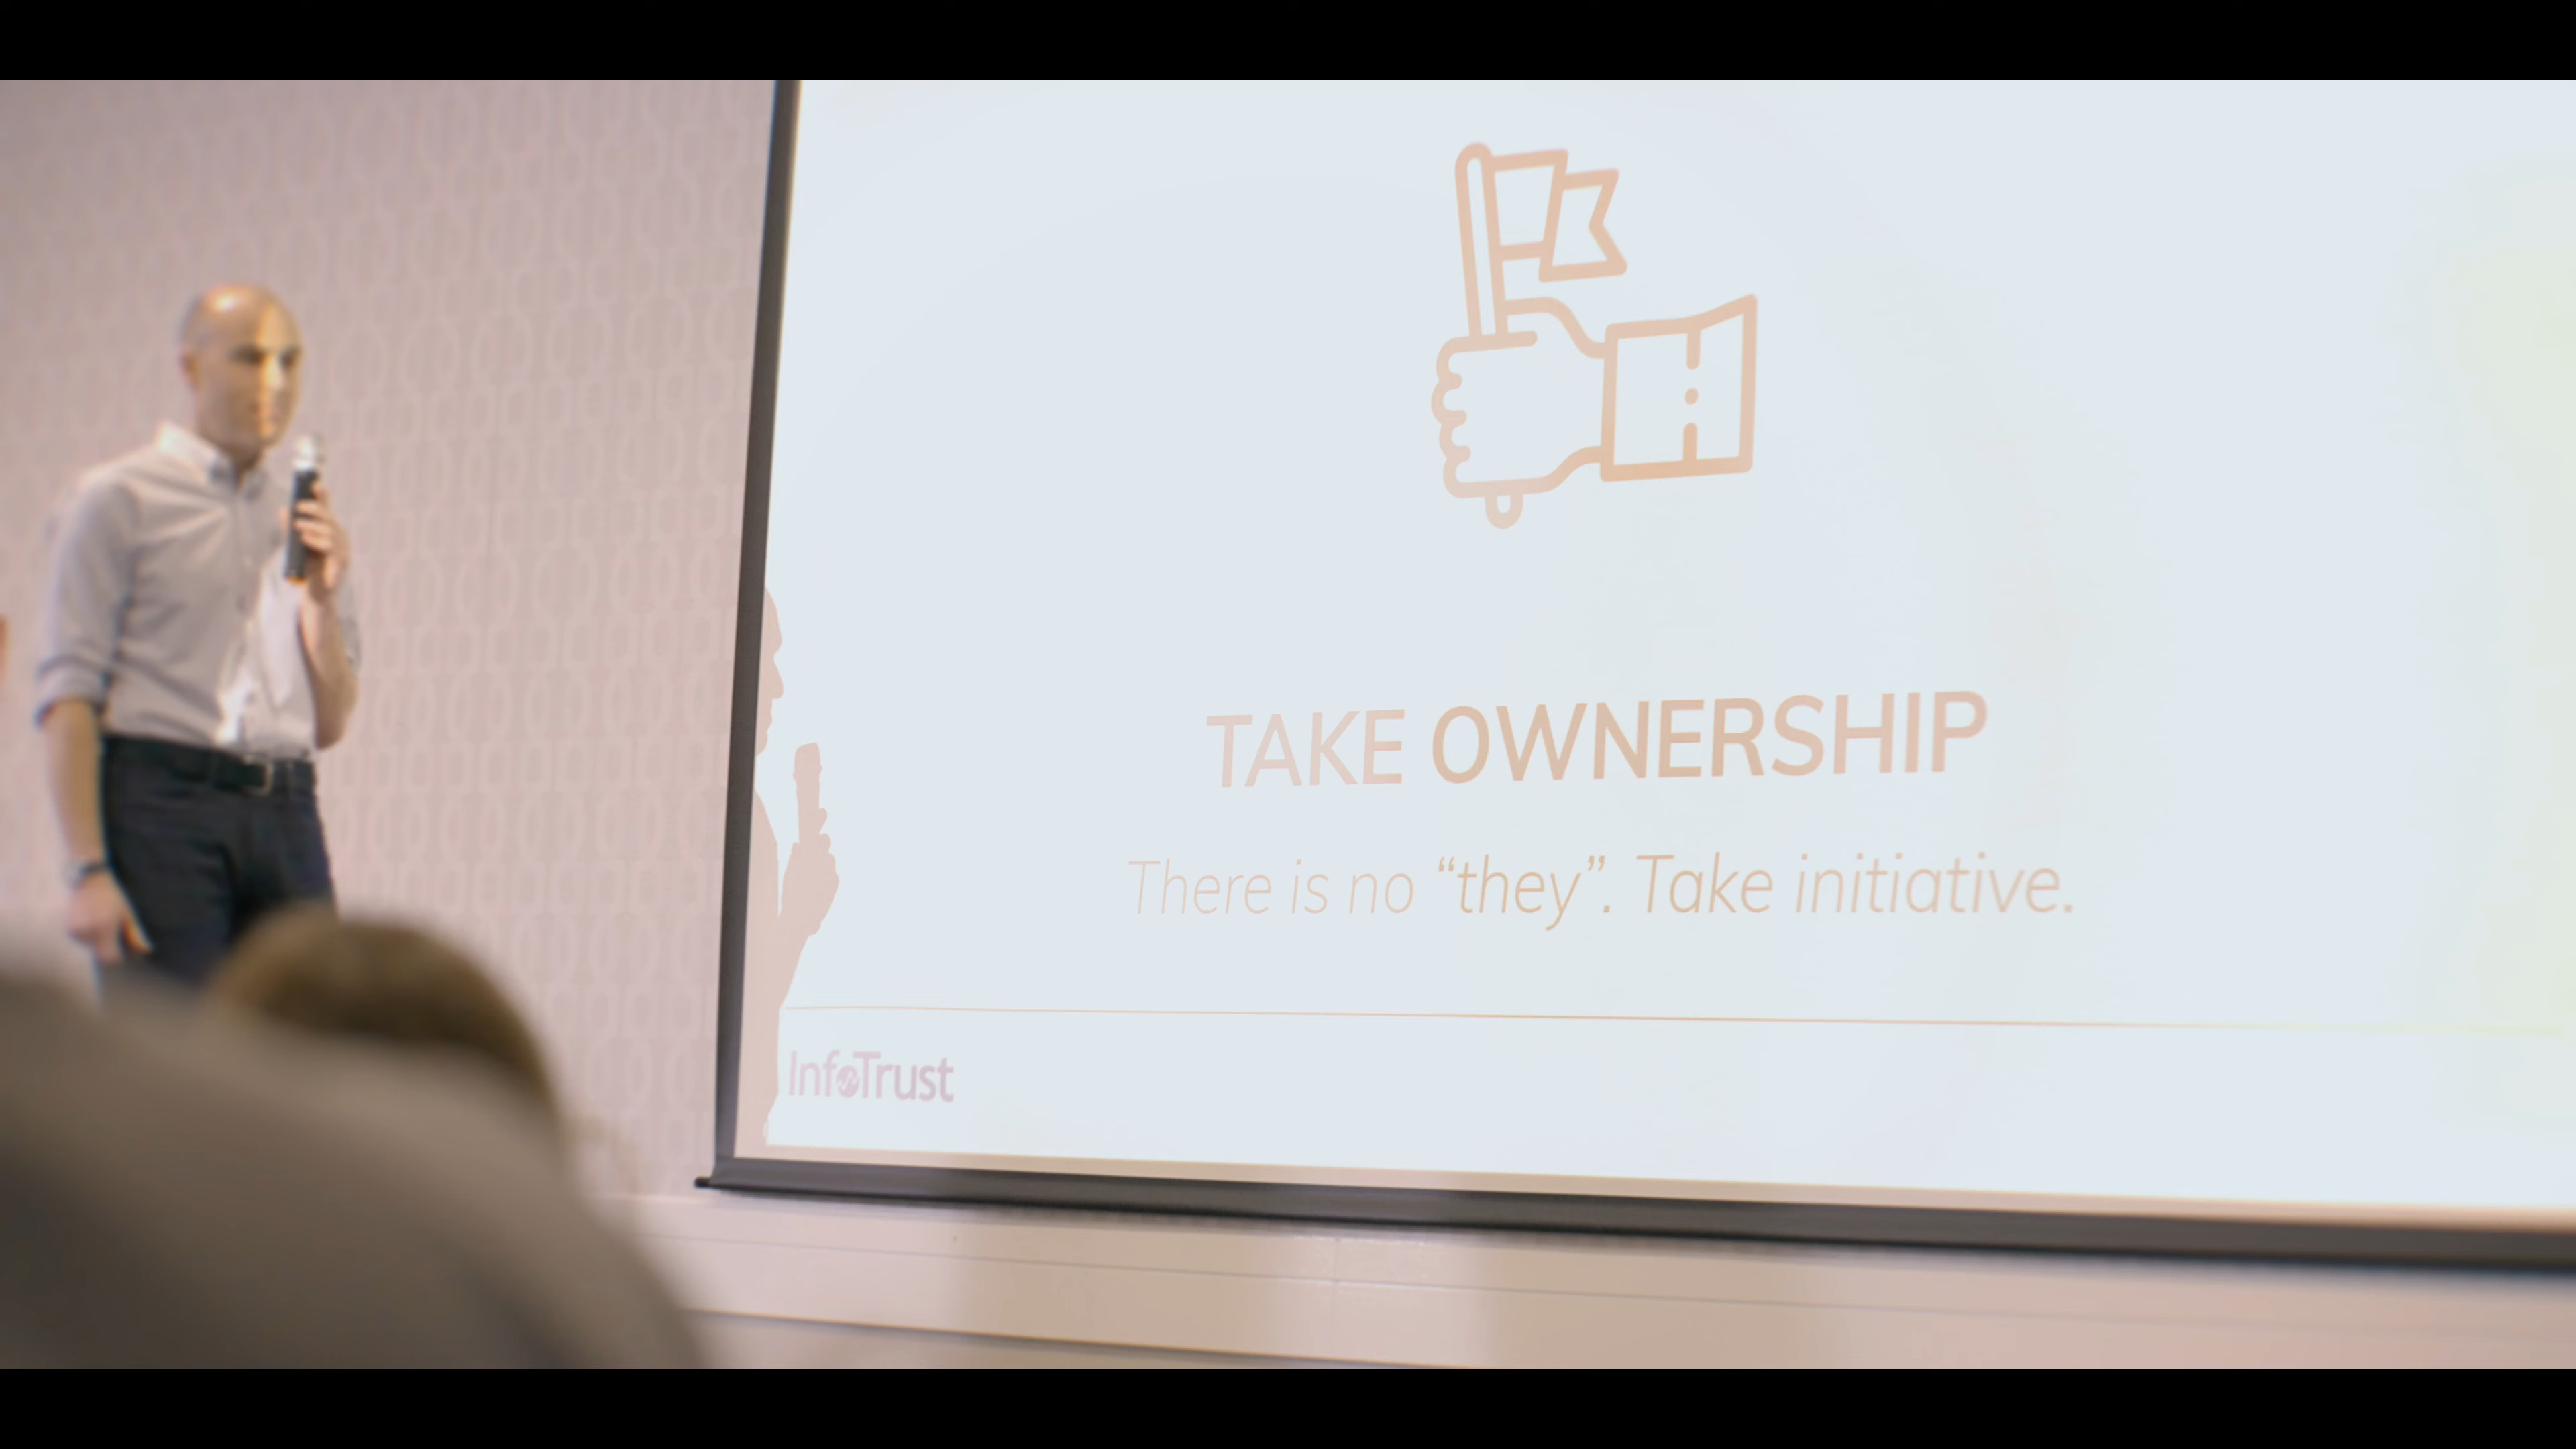 TAKE OWNERSHIP
There is no “they”. Take initiative.
InfoTrust